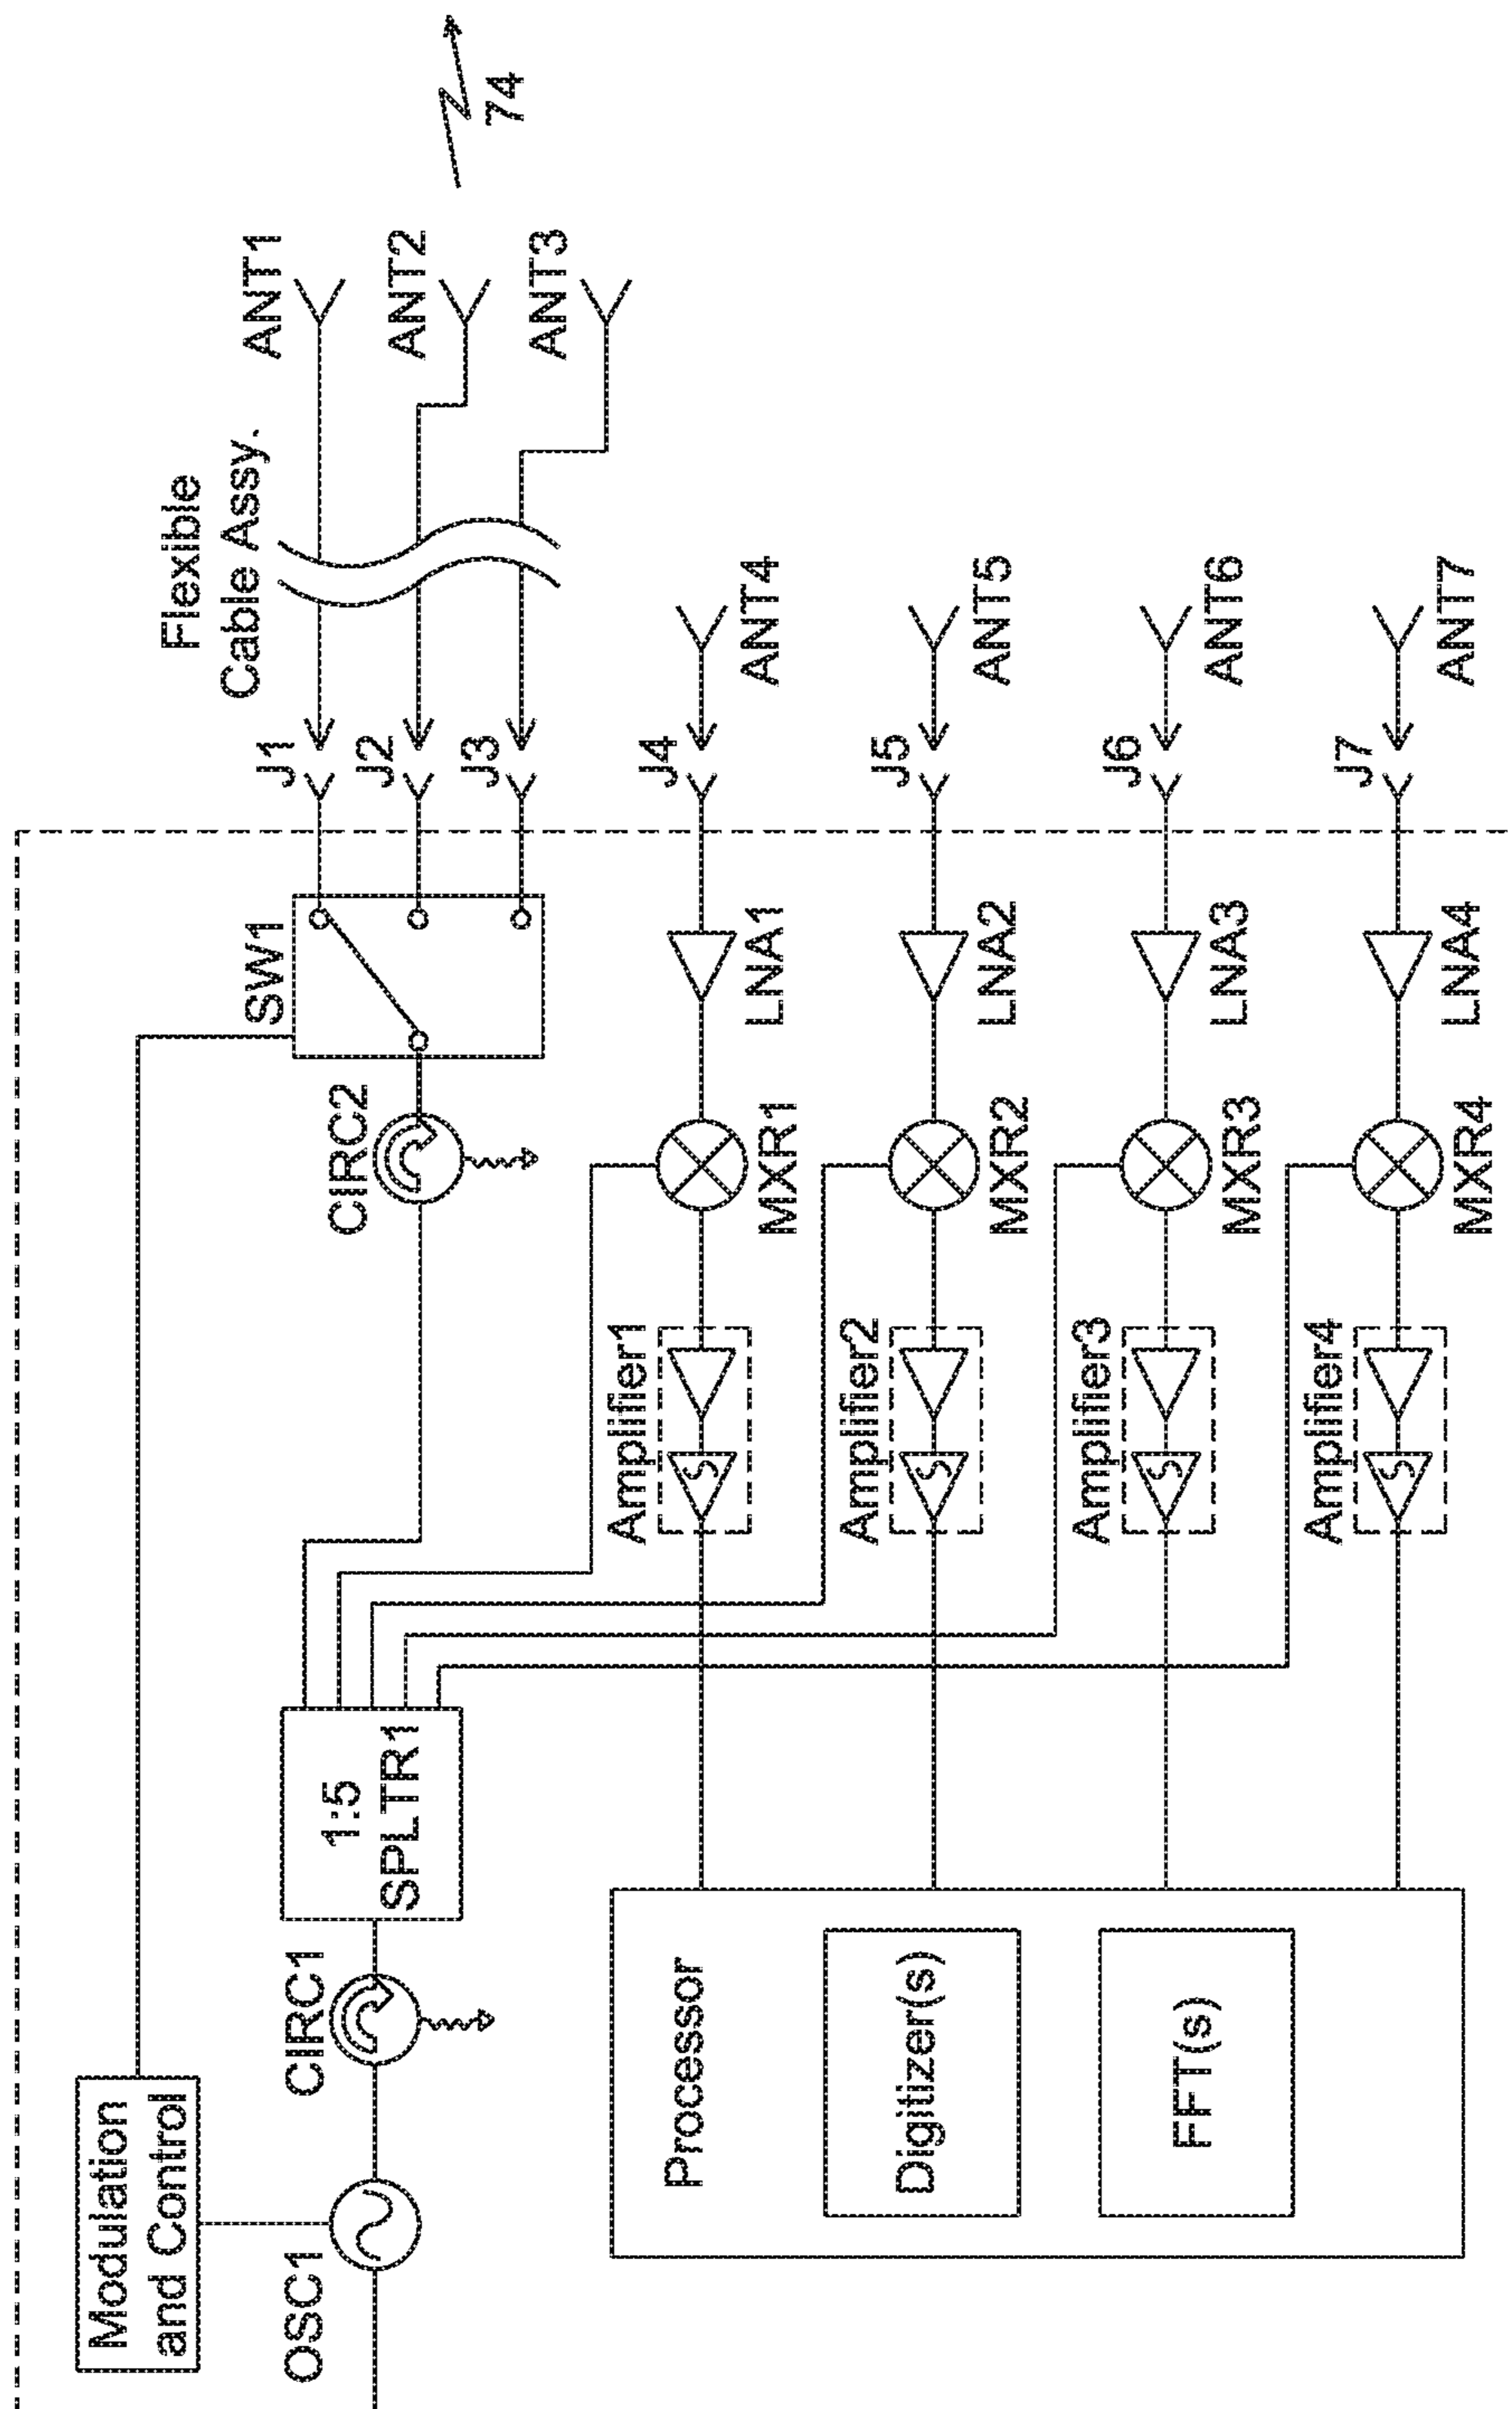 Modulation
and Control
OSC1
CIRC1
1:5
SPLTR1
CIRC2
SW1
J1
J2
J3
Flexible
Cable Assy.
ANT1
ANT2
ANT3
74
Processor
Digitizer(s)
FFT(s)
Amplifier1
MXR1
LNA1
J4
ANT4
Amplifier2
MXR2
LNA2
J5
ANT5
Amplifier3
MXR3
LNA3
J6
ANT6
Amplifier4
MXR4
LNA4
J7
ANT7